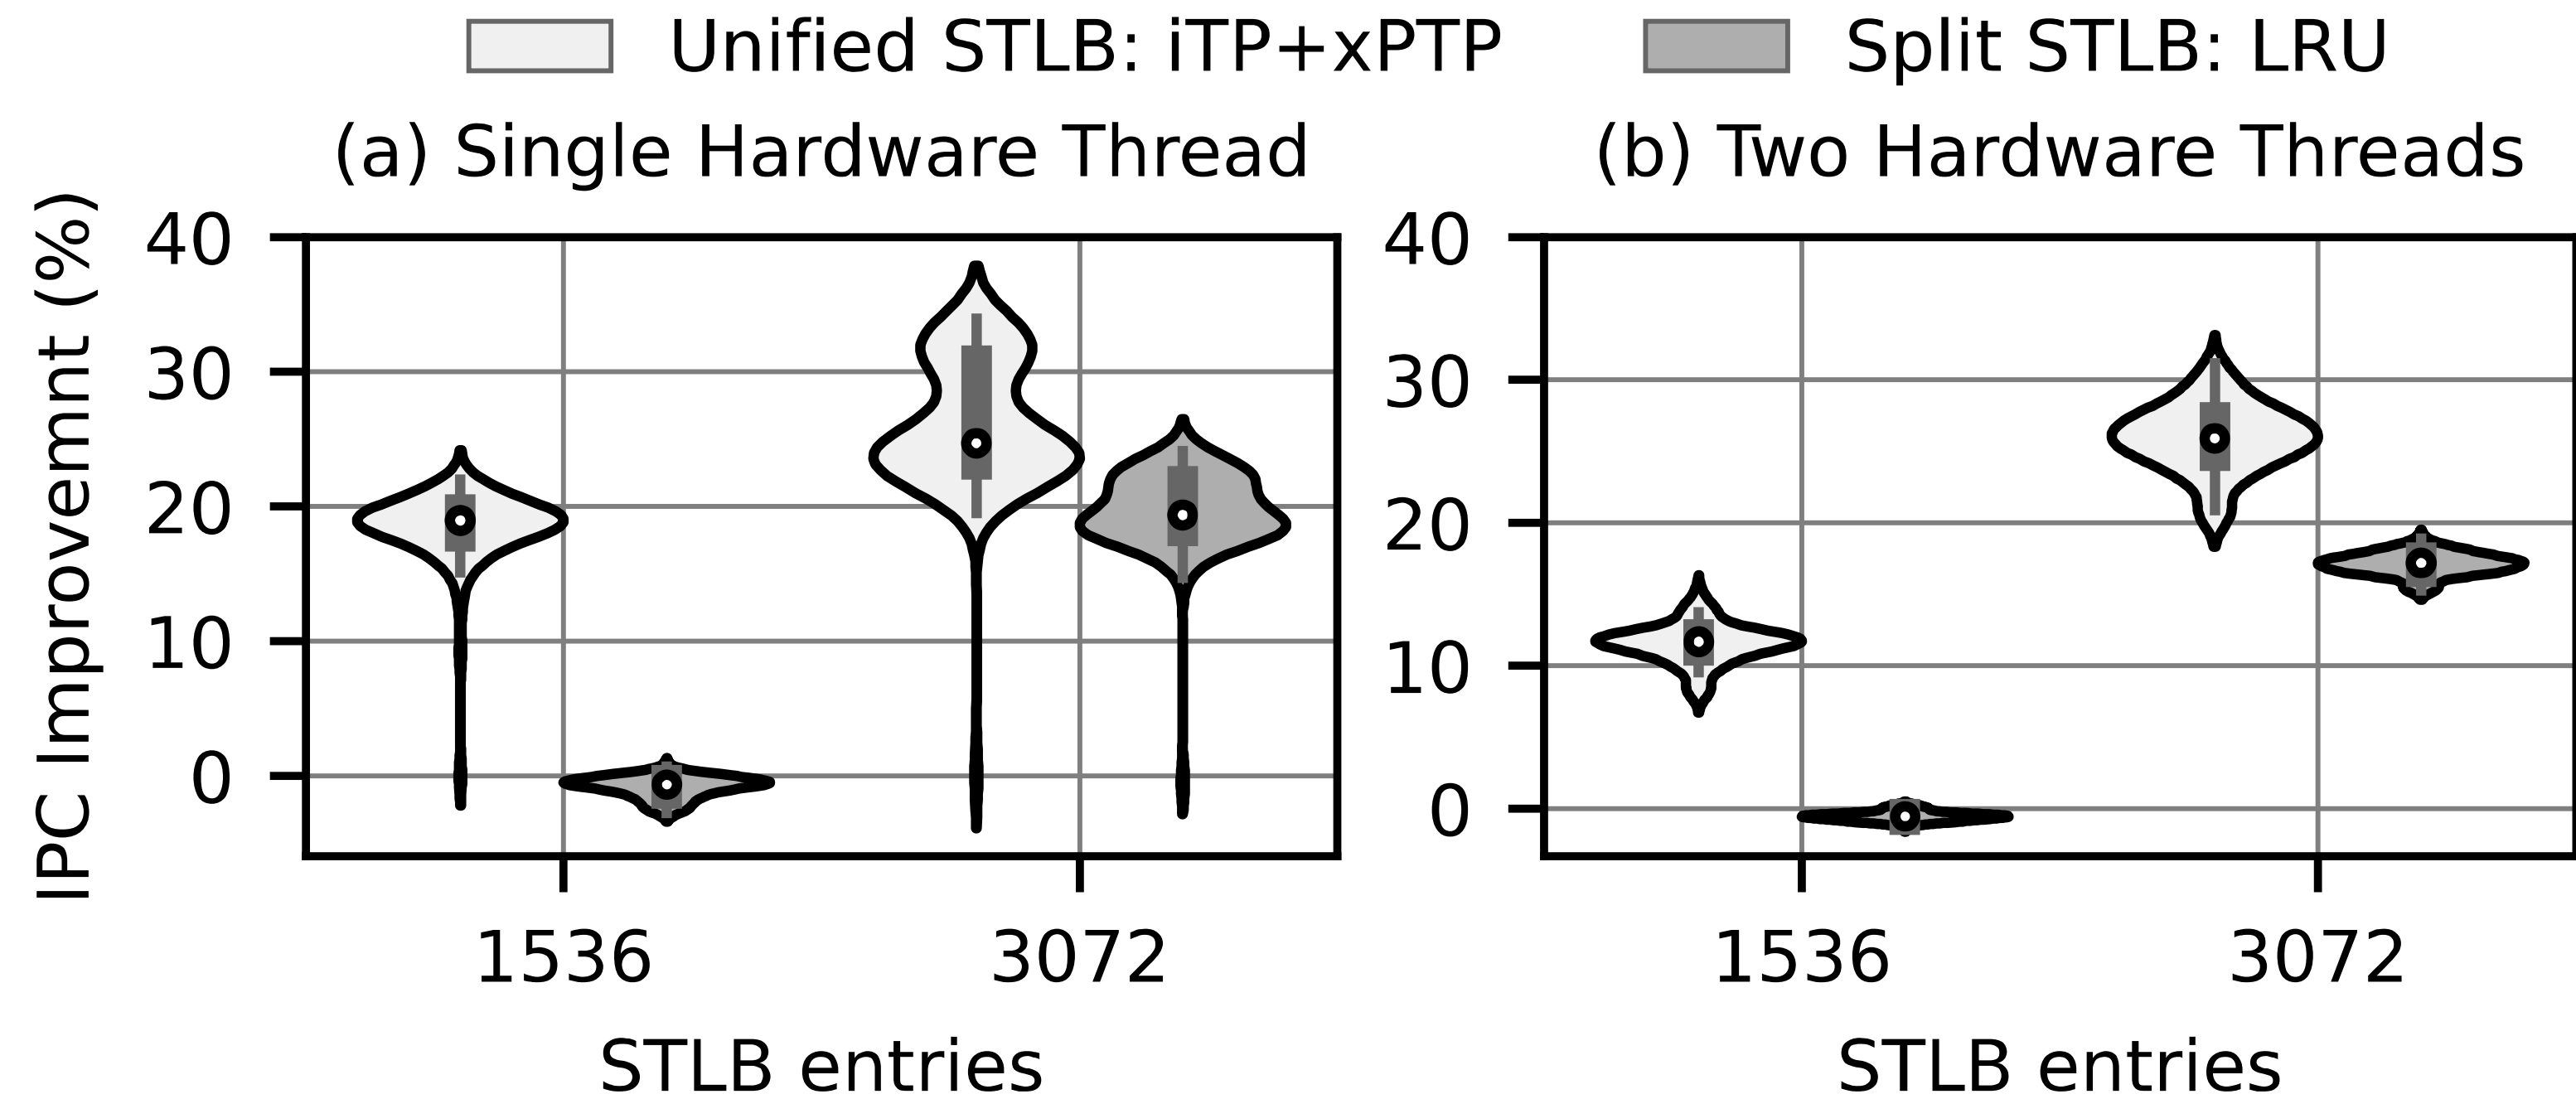 Unified STLB: iTP+xPTP
Split STLB: LRU
(a) Single Hardware Thread
(b) Two Hardware Threads
IPC Improvemnt (%)
40
30
20
10
0
1536
3072
STLB entries
40
30
20
10
0
1536
3072
STLB entries